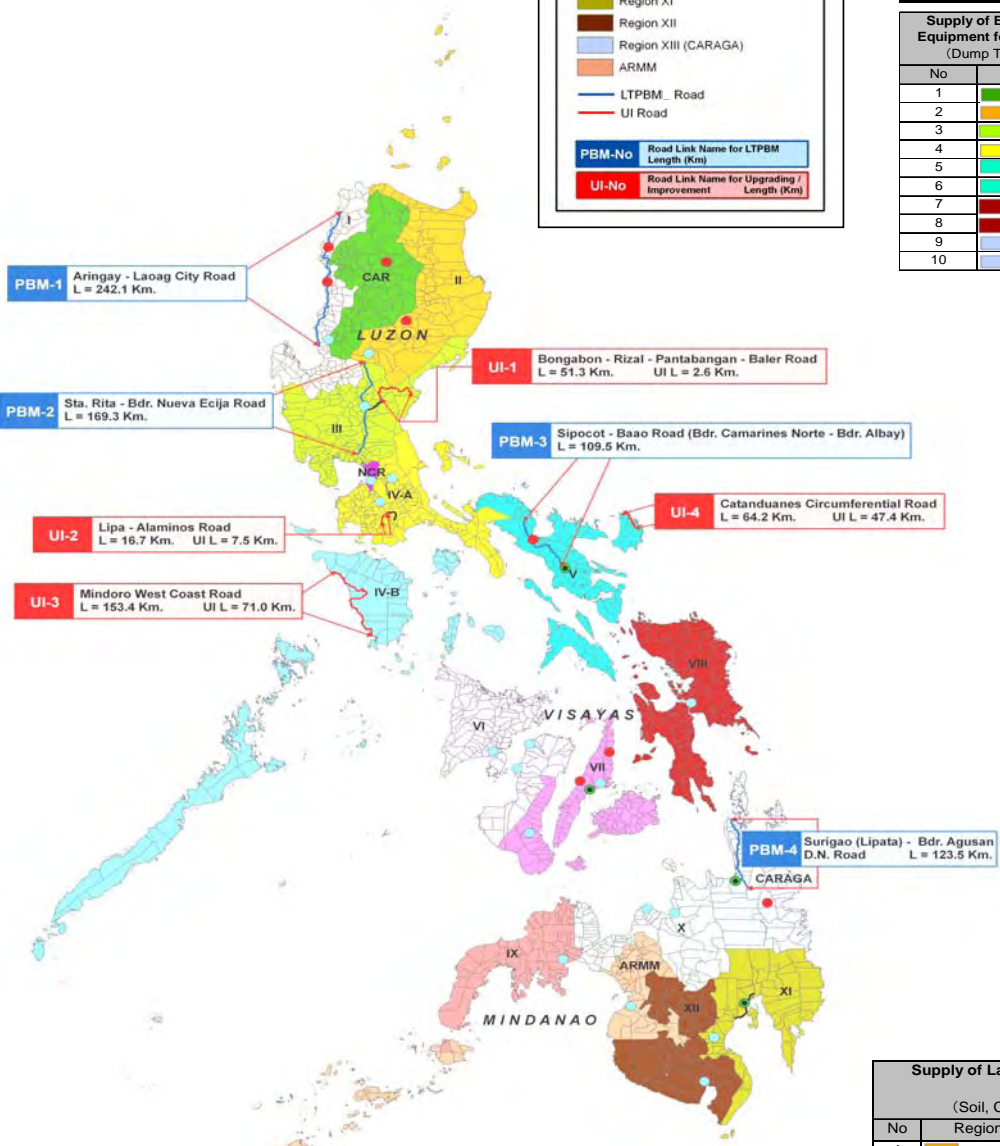 Region XI
Region XII
Region XIII (CARAGA)
ARMM
LTPBM_ Road
UI Road
PBM-No
Road Link Name for LTPBM
Length (Km)
UI-No
Road Link Name for Upgrading /
Improvement Length (Km)
Supply of
Equipment
(Dump
No
1
2
3
4
5
6
7
8
9
10
I
CAR
II
LUZON
PBM-1
Aringay - Laoag City Road
L = 242.1 Km.
UI-1
Bongabon - Rizal - Pantabangan - Baler Road
L = 51.3 Km. UI L = 2.6 Km.
PBM-2
Sta. Rita - Bdr. Nueva Ecija Road
L = 169.3 Km.
III
PBM-3
Sipocot - Baao Road (Bdr. Camarines Norte - Bdr. Albay)
L = 109.5 Km.
NCR
IV-A
UI-4
Catanduanes Circumferential Road
L = 64.2 Km. UI L = 47.4 Km.
UI-2
Lipa - Alaminos Road
L = 16.7 Km. UI L = 7.5 Km.
V
UI-3
Mindoro West Coast Road
L = 153.4 Km. UI L = 71.0 Km.
IV-B
VIII
VISAYAS
VI
VII
PBM-4
Surigao (Lipata) - Bdr. Agusan
D.N. Road L = 123.5 Km.
CARAGA
X
IX
ARMM
XI
XII
MINDANAO
Supply of
(Soil,
No
Region